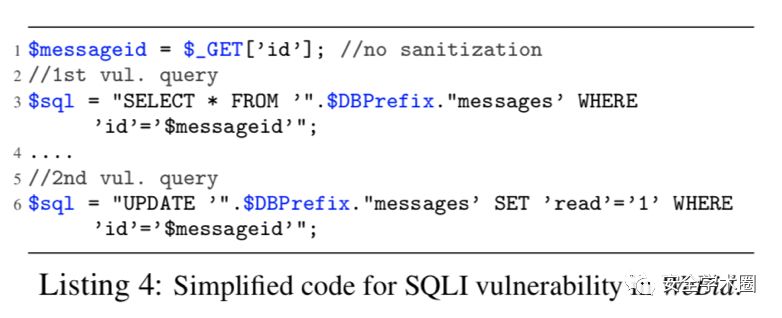 1 $messageid = $_GET[’id’]; //no sanitization
2 //1st vul. query
3 $sql = "SELECT * FROM ’".$DBPrefix."messages’ WHERE
’id’=’$messageid’";
4 ....
5 //2nd vul. query
6 $sql = "UPDATE ’".$DBPrefix."messages’ SET ’read’=’1’ WHERE
’id’=’$messageid’";
Listing 4: Simplified code for SQLI vulnerability in
安全学术圈